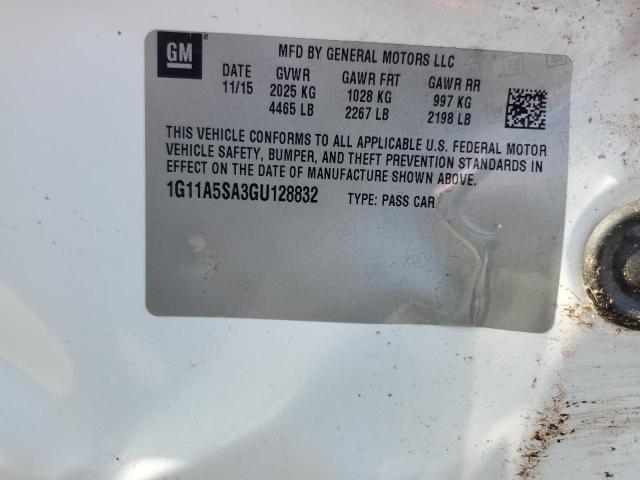 GM
MFD BY GENERAL MOTORS LLC
DATE GVWR GAWR FRT GAWR RR
11/15 2025 KG 1028 KG 997 KG
4465 LB 2267 LB 2198 LB
THIS VEHICLE CONFORMS TO ALL APPLICABLE U.S. FEDERAL MOTOR
VEHICLE SAFETY, BUMPER, AND THEFT PREVENTION STANDARDS IN
EFFECT ON THE DATE OF MANUFACTURE SHOWN ABOVE.
1G11A5SA3GU128832 TYPE: PASS CAR